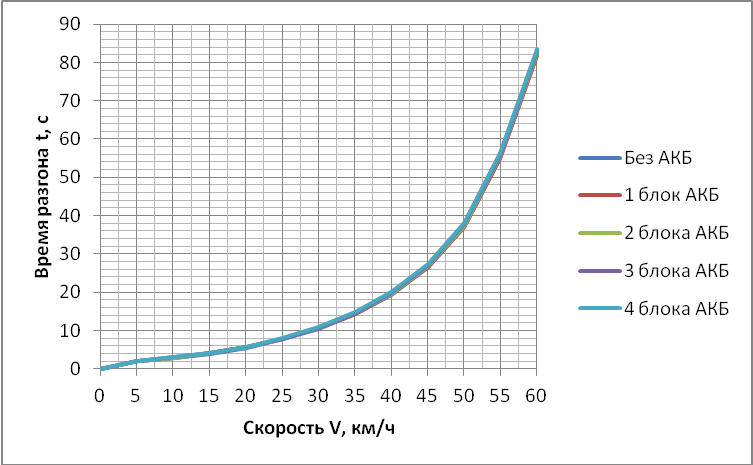 Время разгона t, с
90
80
70
60
50
40
30
20
10
0
0 5 10 15 20 25 30 35 40 45 50 55 60
Скорость V, км/ч
Без АКБ
1 блок АКБ
2 блока АКБ
3 блока АКБ
4 блока АКБ